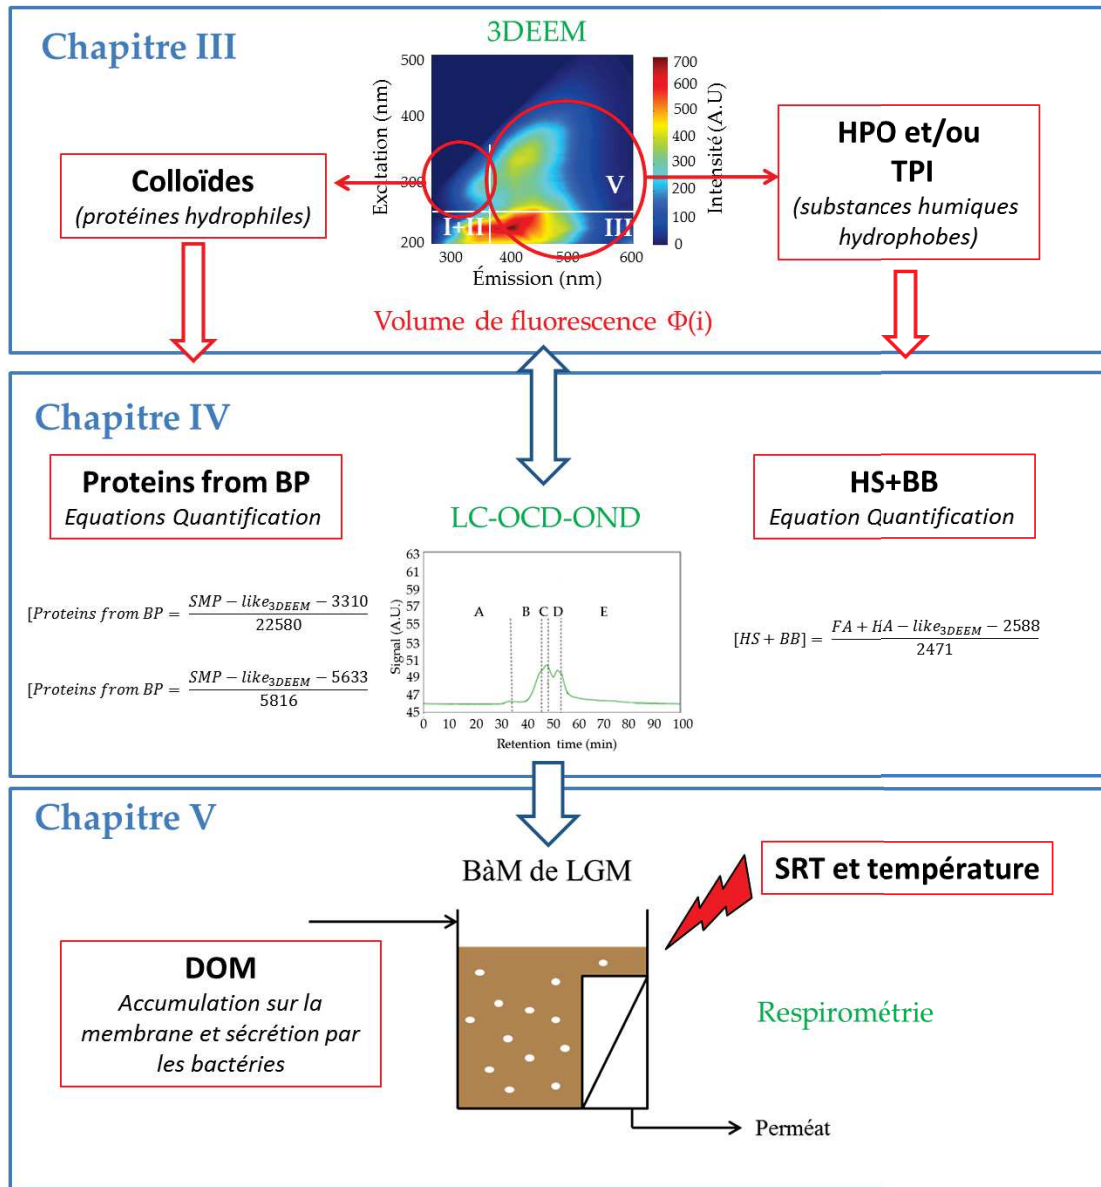 Chapitre III
3DEEM
Colloïdes
(protéines hydrophiles)
Excitation (nm)
500
400
300
200
I+II
V
III
300
400
500
600
Émission (nm)
700
600
500
400
300
200
100
0
Intensité (A.U)
HPO et/ou
TPI
(substances humiques
hydrophobes)
Volume de fluorescence Φ(i)
Chapitre IV
Proteins from BP
Equations Quantification
[Proteins from BP = SMP − like3DEEM − 3310 / 22580
[Proteins from BP = SMP − like3DEEM − 5633 / 5816
LC-OCD-OND
Signal (A.U.)
63
61
59
57
55
53
51
49
47
45
A B C D E
0 10 20 30 40 50 60 70 80 90 100
Retention time (min)
HS+BB
Equation Quantification
[HS + BB] = FA + HA − like3DEEM − 2588 / 2471
Chapitre V
BàM de LGM
SRT et température
DOM
Accumulation sur la
membrane et sécrétion par
les bactéries
Respirométrie
Perméat